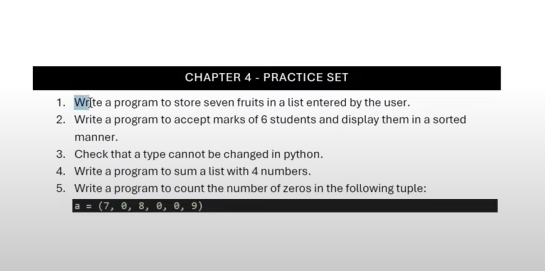 CHAPTER 4 - PRACTICE SET
1. Write a program to store seven fruits in a list entered by the user.
2. Write a program to accept marks of 6 students and display them in a sorted
manner.
3. Check that a type cannot be changed in python.
4. Write a program to sum a list with 4 numbers.
5. Write a program to count the number of zeros in the following tuple:
a = (7, 0, 8, 0, 0, 9)